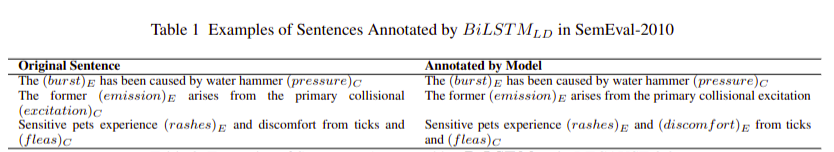 Table 1 Examples of Sentences Annotated by BiLSTM_LD in SemEval-2010
Original Sentence Annotated by Model
The (burst)_E has been caused by water hammer (pressure)_C The (burst)_E has been caused by water hammer (pressure)_C
The former (emission)_E arises from the primary collisional The former (emission)_E arises from the primary collisional excitation
(excitation)_C
Sensitive pets experience (rashes)_E and discomfort from ticks and Sensitive pets experience (rashes)_E and (discomfort)_E from ticks
(fleas)_C and (fleas)_C